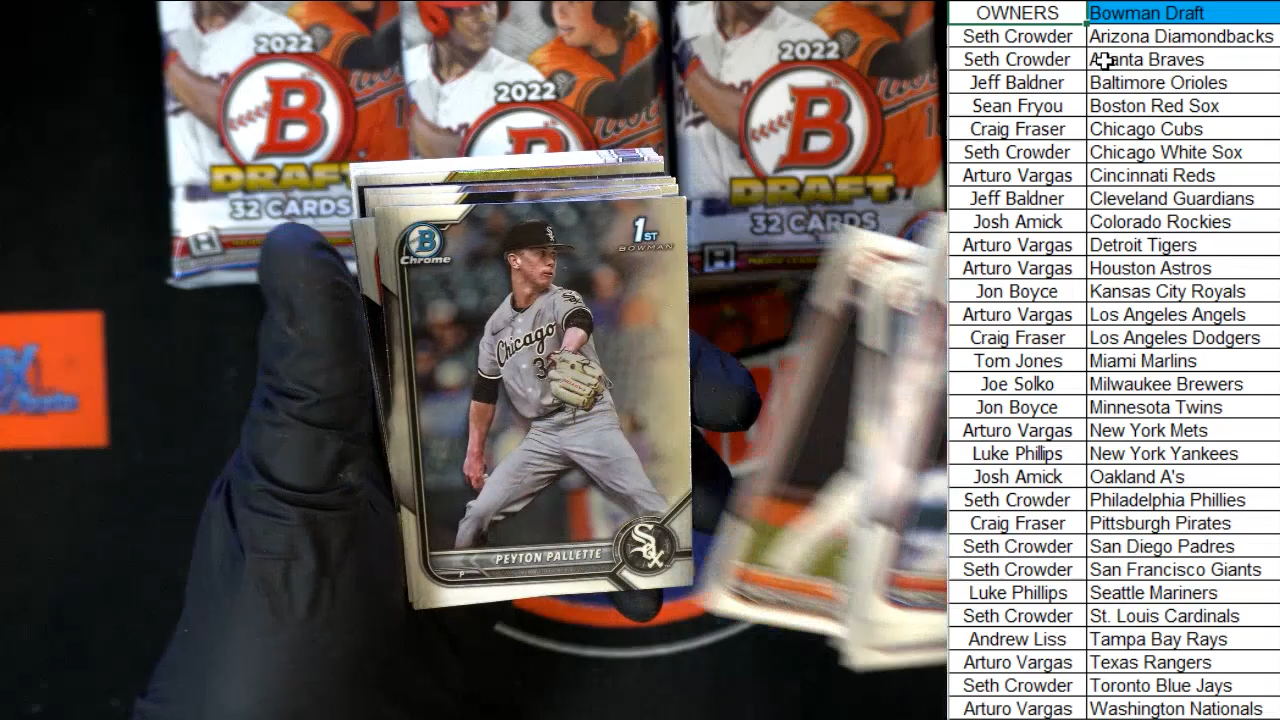 2022
B
DRAFT
32 CARDS
2022
B
2022
B
DRAFT
32 CARDS
B
Chrome
1ST
BOWMAN
Sox
Chicago
3
PEYTON PALLETTE
P
Sox
OWNERS Bowman Draft
Seth Crowder Arizona Diamondbacks
Seth Crowder Atlanta Braves
Jeff Baldner Baltimore Orioles
Sean Fryou Boston Red Sox
Craig Fraser Chicago Cubs
Seth Crowder Chicago White Sox
Arturo Vargas Cincinnati Reds
Jeff Baldner Cleveland Guardians
Josh Amick Colorado Rockies
Arturo Vargas Detroit Tigers
Arturo Vargas Houston Astros
Jon Boyce Kansas City Royals
Arturo Vargas Los Angeles Angels
Craig Fraser Los Angeles Dodgers
Tom Jones Miami Marlins
Joe Solko Milwaukee Brewers
Jon Boyce Minnesota Twins
Arturo Vargas New York Mets
Luke Phillips New York Yankees
Josh Amick Oakland A's
Seth Crowder Philadelphia Phillies
Craig Fraser Pittsburgh Pirates
Seth Crowder San Diego Padres
Seth Crowder San Francisco Giants
Luke Phillips Seattle Mariners
Seth Crowder St. Louis Cardinals
Andrew Liss Tampa Bay Rays
Arturo Vargas Texas Rangers
Seth Crowder Toronto Blue Jays
Arturo Vargas Washington Nationals